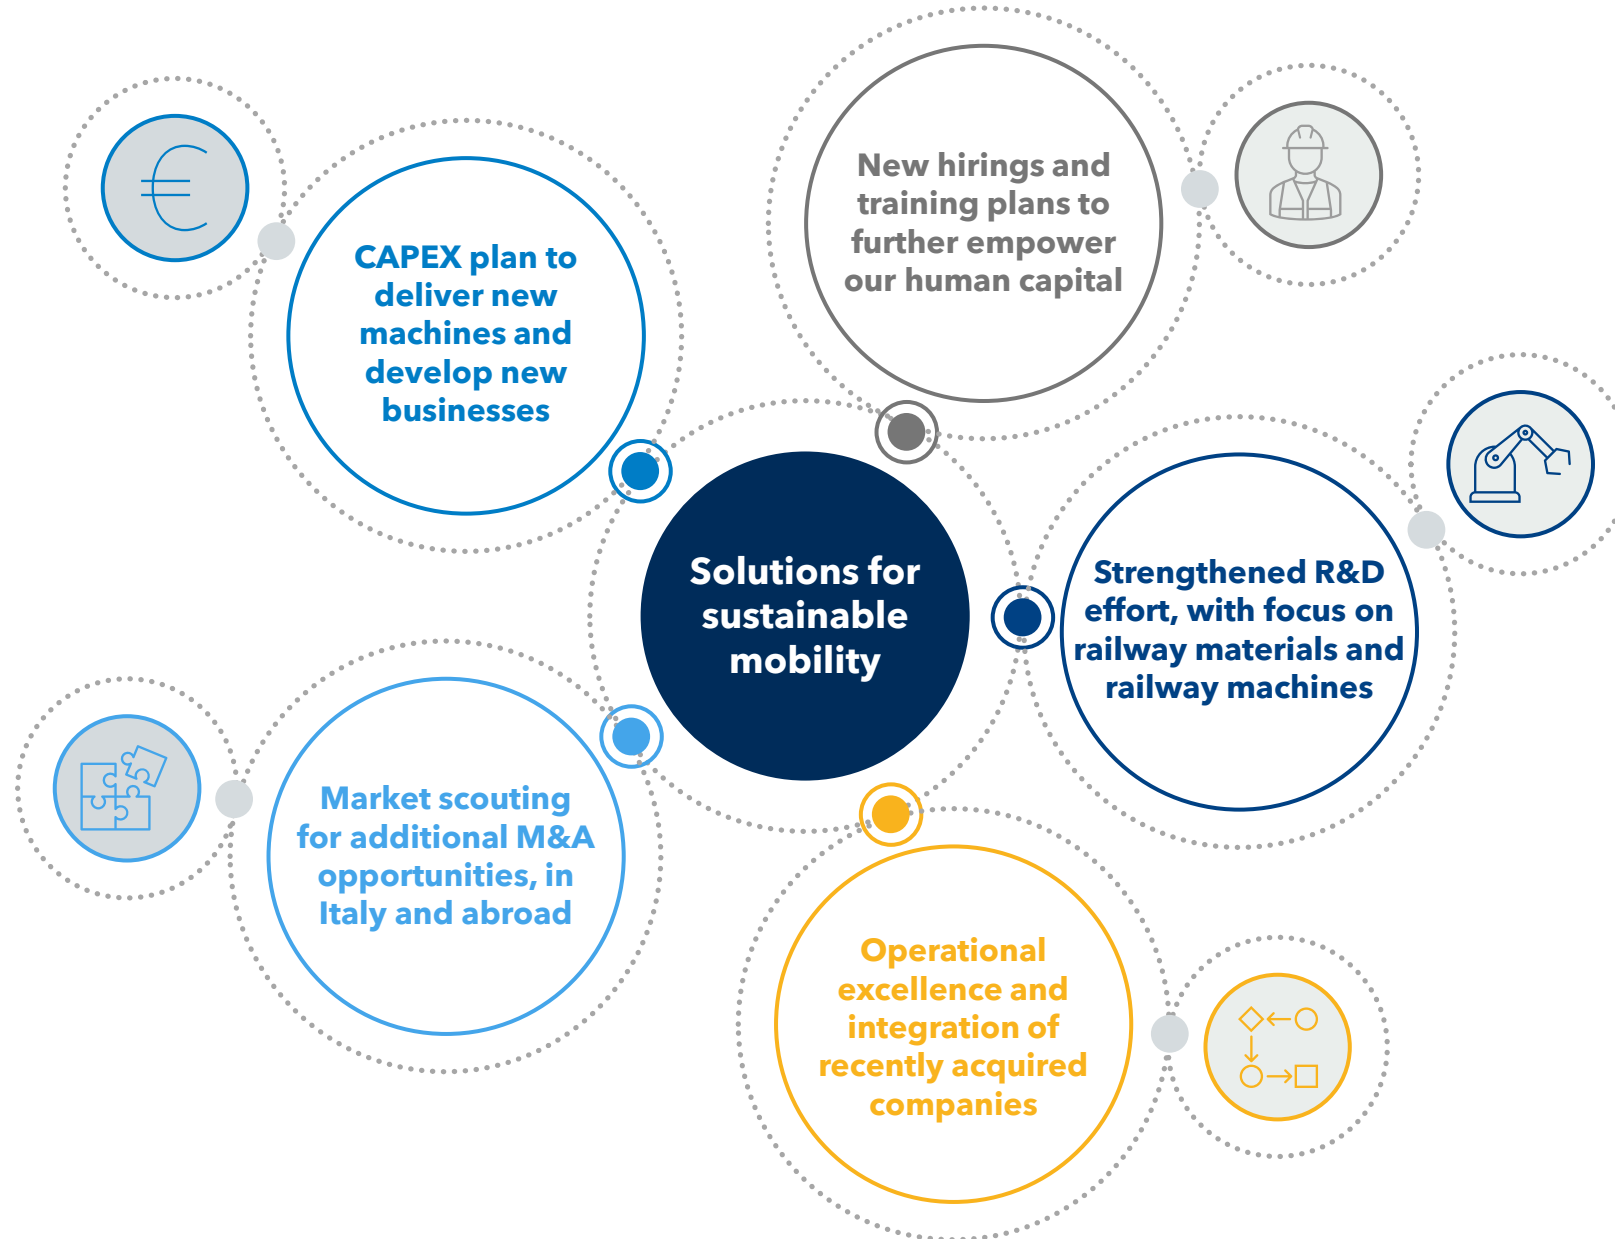 New hirings and
training plans to
further empower
our human capital
CAPEX plan to
deliver new
machines and
develop new
businesses
Solutions for
sustainable
mobility
Strengthened R&D
effort, with focus on
railway materials and
railway machines
Market scouting
for additional M&A
opportunities, in
Italy and abroad
Operational
excellence and
integration of
recently acquired
companies